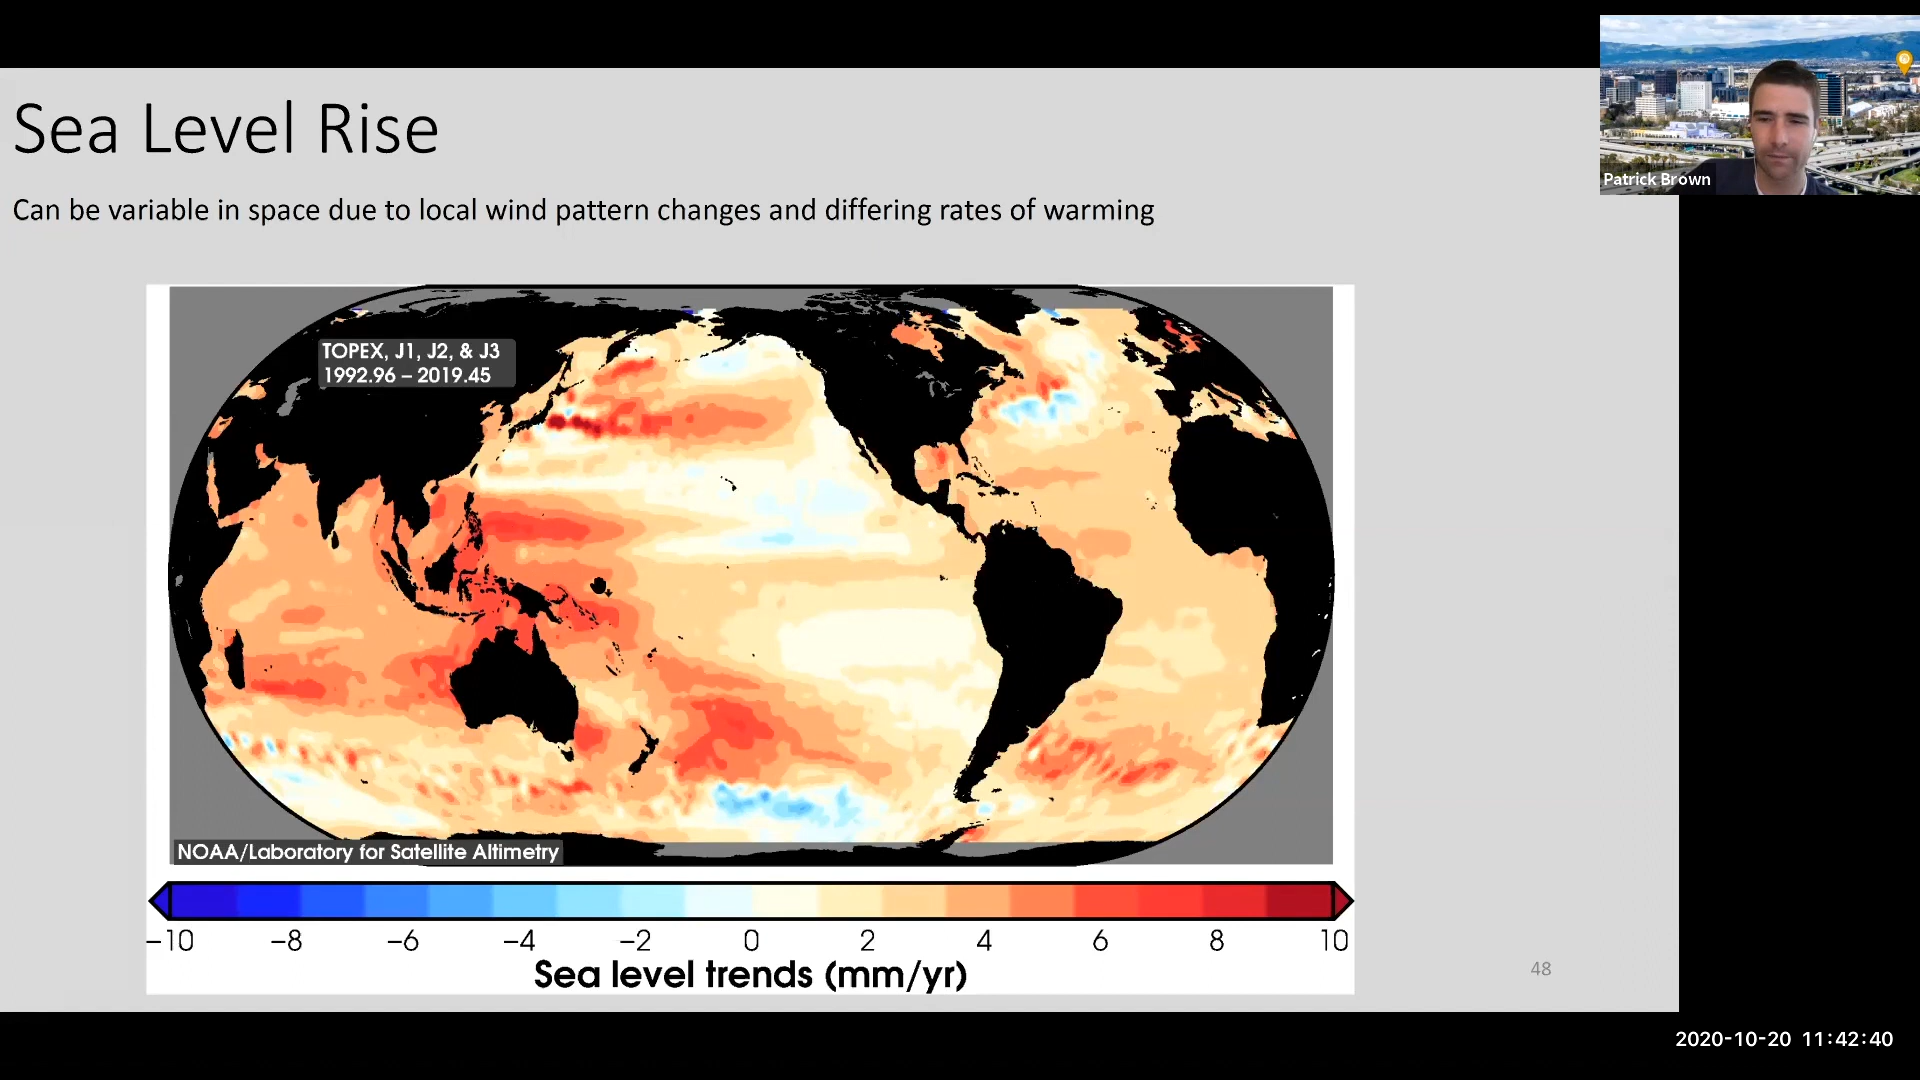 Sea Level Rise
Patrick Brown
Can be variable in space due to local wind pattern changes and differing rates of warming
TOPEX, J1, J2, & J3
1992.96 – 2019.45
NOAA/Laboratory for Satellite Altimetry
−10 −8 −6 −4 −2 0 2 4 6 8 10
Sea level trends (mm/yr)
48
2020-10-20 11:42:40